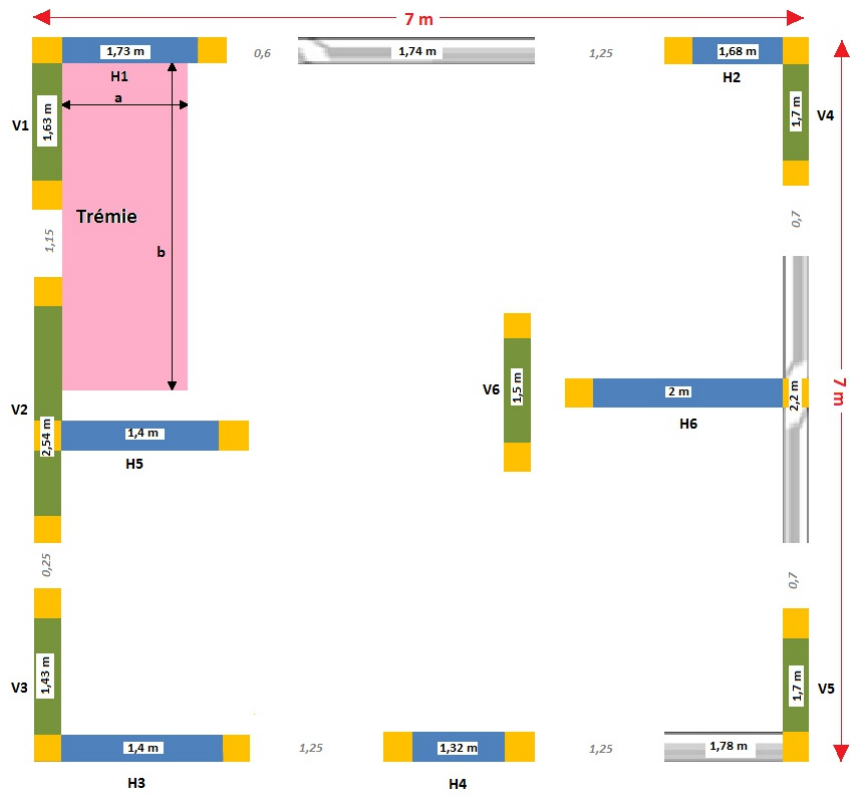 7 m
1,73 m
0,6
1,74 m
1,25
1,68 m
H1
H2
a
V1
1,63 m
1,7 m
V4
Trémie
1,15
b
0,7
V2
2,54 m
1,4 m
H5
V6
1,5 m
2 m
H6
2,2 m
7 m
0,25
0,7
V3
1,43 m
1,7 m
V5
1,4 m
1,25
1,32 m
1,25
1,78 m
H3
H4